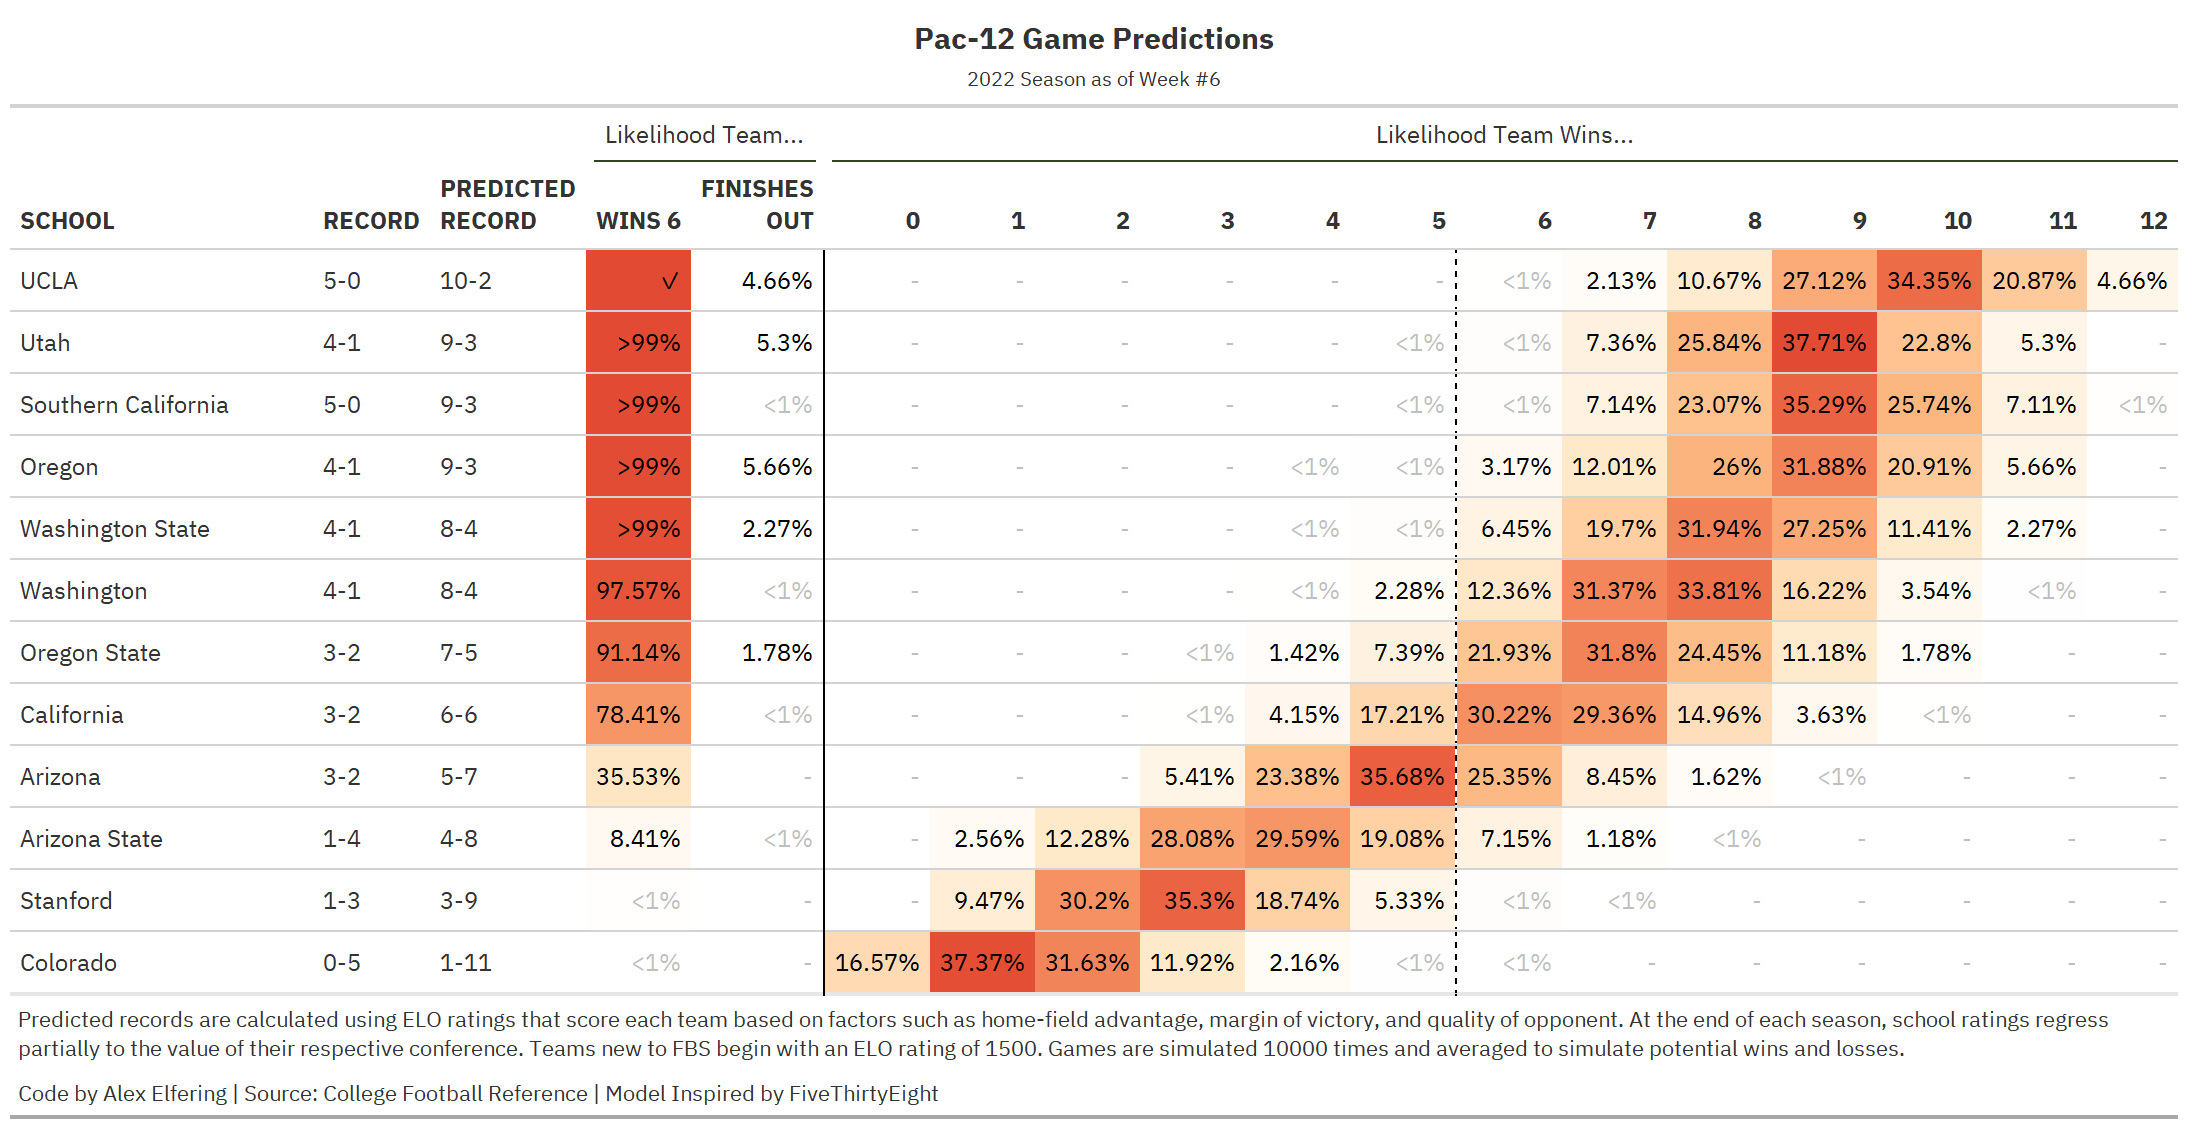 Pac-12 Game Predictions
2022 Season as of Week #6
Likelihood Team... Likelihood Team Wins...
SCHOOL RECORD PREDICTED RECORD WINS 6 FINISHES OUT 0 1 2 3 4 5 6 7 8 9 10 11 12
UCLA 5-0 10-2 ✓ 4.66% - - - - - - <1% 2.13% 10.67% 27.12% 34.35% 20.87% 4.66%
Utah 4-1 9-3 >99% 5.3% - - - - - <1% <1% 7.36% 25.84% 37.71% 22.8% 5.3% -
Southern California 5-0 9-3 >99% <1% - - - - - <1% <1% 7.14% 23.07% 35.29% 25.74% 7.11% <1%
Oregon 4-1 9-3 >99% 5.66% - - - - <1% <1% 3.17% 12.01% 26% 31.88% 20.91% 5.66% -
Washington State 4-1 8-4 >99% 2.27% - - - - <1% <1% 6.45% 19.7% 31.94% 27.25% 11.41% 2.27% -
Washington 4-1 8-4 97.57% <1% - - - - <1% 2.28% 12.36% 31.37% 33.81% 16.22% 3.54% <1% -
Oregon State 3-2 7-5 91.14% 1.78% - - - <1% 1.42% 7.39% 21.93% 31.8% 24.45% 11.18% 1.78% - -
California 3-2 6-6 78.41% <1% - - - <1% 4.15% 17.21% 30.22% 29.36% 14.96% 3.63% <1% - -
Arizona 3-2 5-7 35.53% - - - - 5.41% 23.38% 35.68% 25.35% 8.45% 1.62% <1% - - -
Arizona State 1-4 4-8 8.41% <1% - 2.56% 12.28% 28.08% 29.59% 19.08% 7.15% 1.18% <1% - - - -
Stanford 1-3 3-9 <1% - - 9.47% 30.2% 35.3% 18.74% 5.33% <1% <1% - - - - -
Colorado 0-5 1-11 <1% - 16.57% 37.37% 31.63% 11.92% 2.16% <1% <1% - - - - - -
Predicted records are calculated using ELO ratings that score each team based on factors such as home-field advantage, margin of victory, and quality of opponent. At the end of each season, school ratings regress
partially to the value of their respective conference. Teams new to FBS begin with an ELO rating of 1500. Games are simulated 10000 times and averaged to simulate potential wins and losses.
Code by Alex Elfering | Source: College Football Reference | Model Inspired by FiveThirtyEight